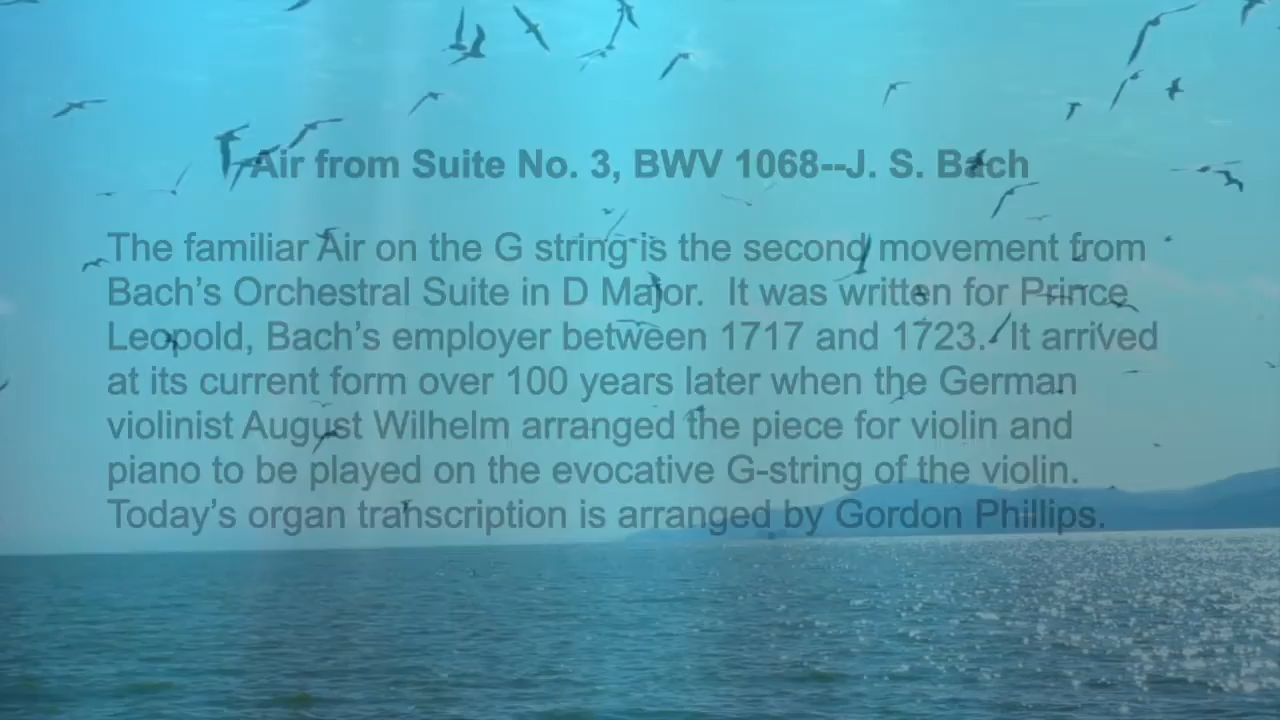 Air from Suite No. 3, BWV 1068--J. S. Bach
The familiar Air on the G string is the second movement from
Bach’s Orchestral Suite in D Major.  It was written for Prince
Leopold, Bach’s employer between 1717 and 1723.  It arrived
at its current form over 100 years later when the German
violinist August Wilhelm arranged the piece for violin and
piano to be played on the evocative G-string of the violin.
Today’s organ transcription is arranged by Gordon Phillips.